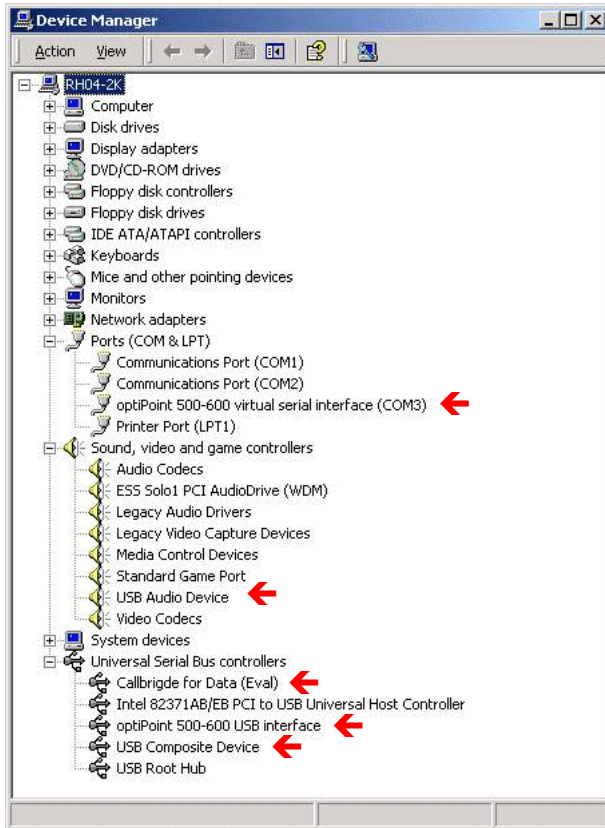 Device Manager
Action View
RH04-2K
Computer
Disk drives
Display adapters
DVD/CD-ROM drives
Floppy disk controllers
Floppy disk drives
IDE ATA/ATAPI controllers
Keyboards
Mice and other pointing devices
Monitors
Network adapters
Ports (COM & LPT)
Communications Port (COM1)
Communications Port (COM2)
optiPoint 500-600 virtual serial interface (COM3)
Printer Port (LPT1)
Sound, video and game controllers
Audio Codecs
ESS Solo1 PCI AudioDrive (WDM)
Legacy Audio Drivers
Legacy Video Capture Devices
Media Control Devices
Standard Game Port
USB Audio Device
Video Codecs
System devices
Universal Serial Bus controllers
Callbrigde for Data (Eval)
Intel 82371AB/EB PCI to USB Universal Host Controller
optiPoint 500-600 USB interface
USB Composite Device
USB Root Hub